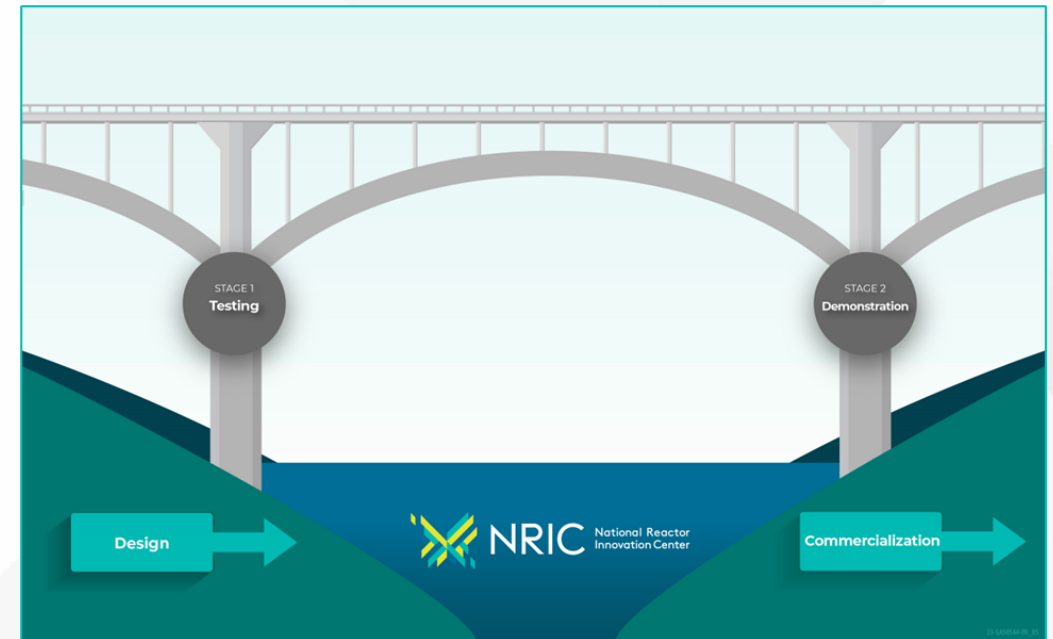 STAGE 1
Testing
STAGE 2
Demonstration
Design
NRIC National Reactor
Innovation Center
Commercialization